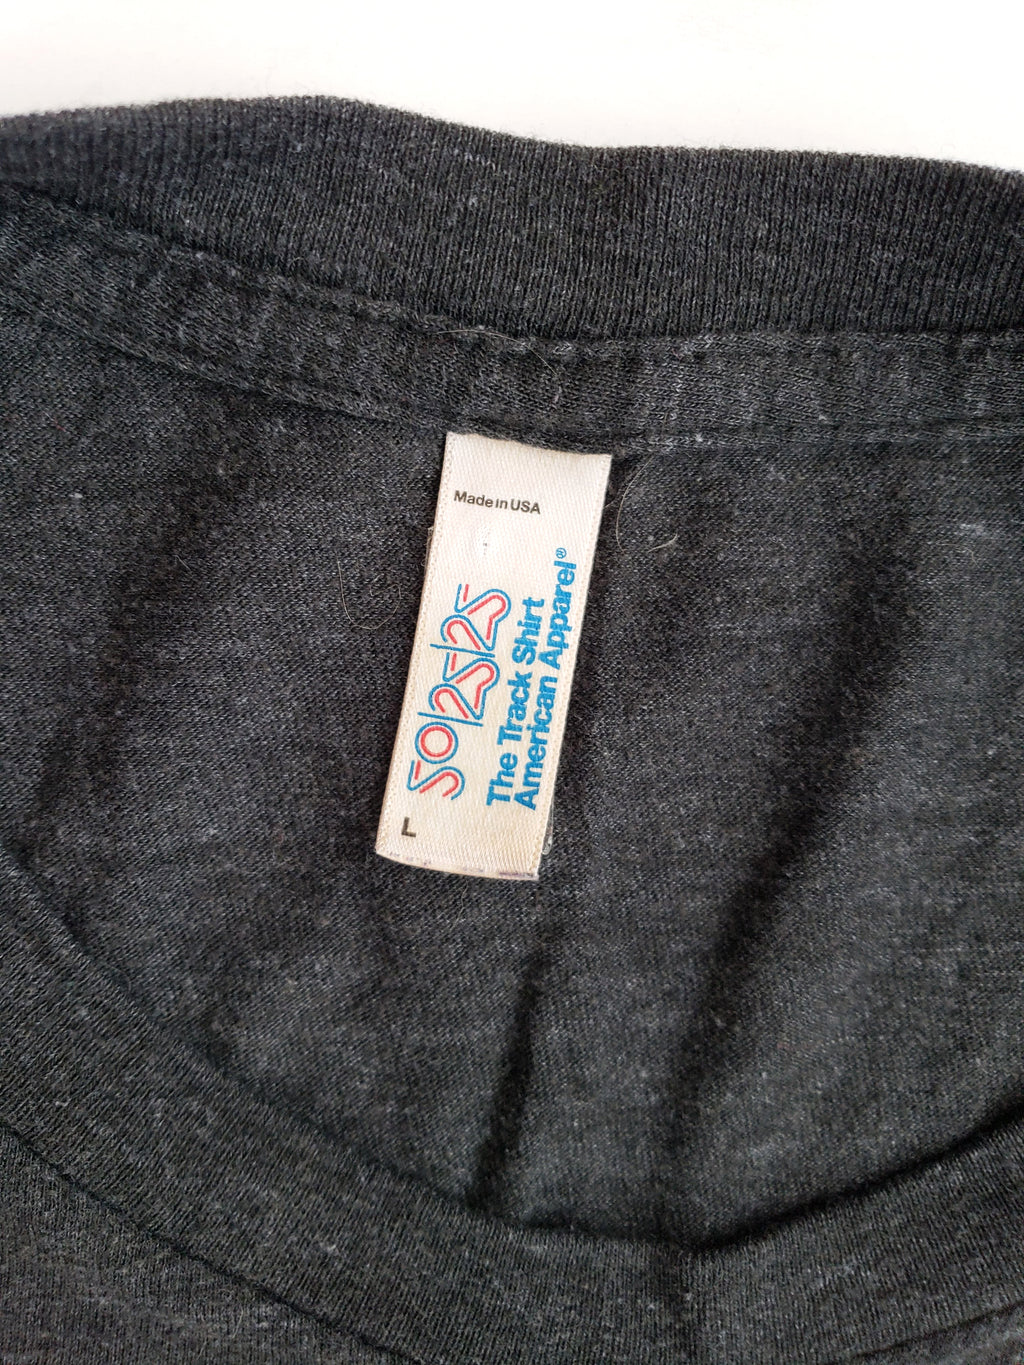 Made in USA
50/25/25
The Track Shirt
American Apparel®
L